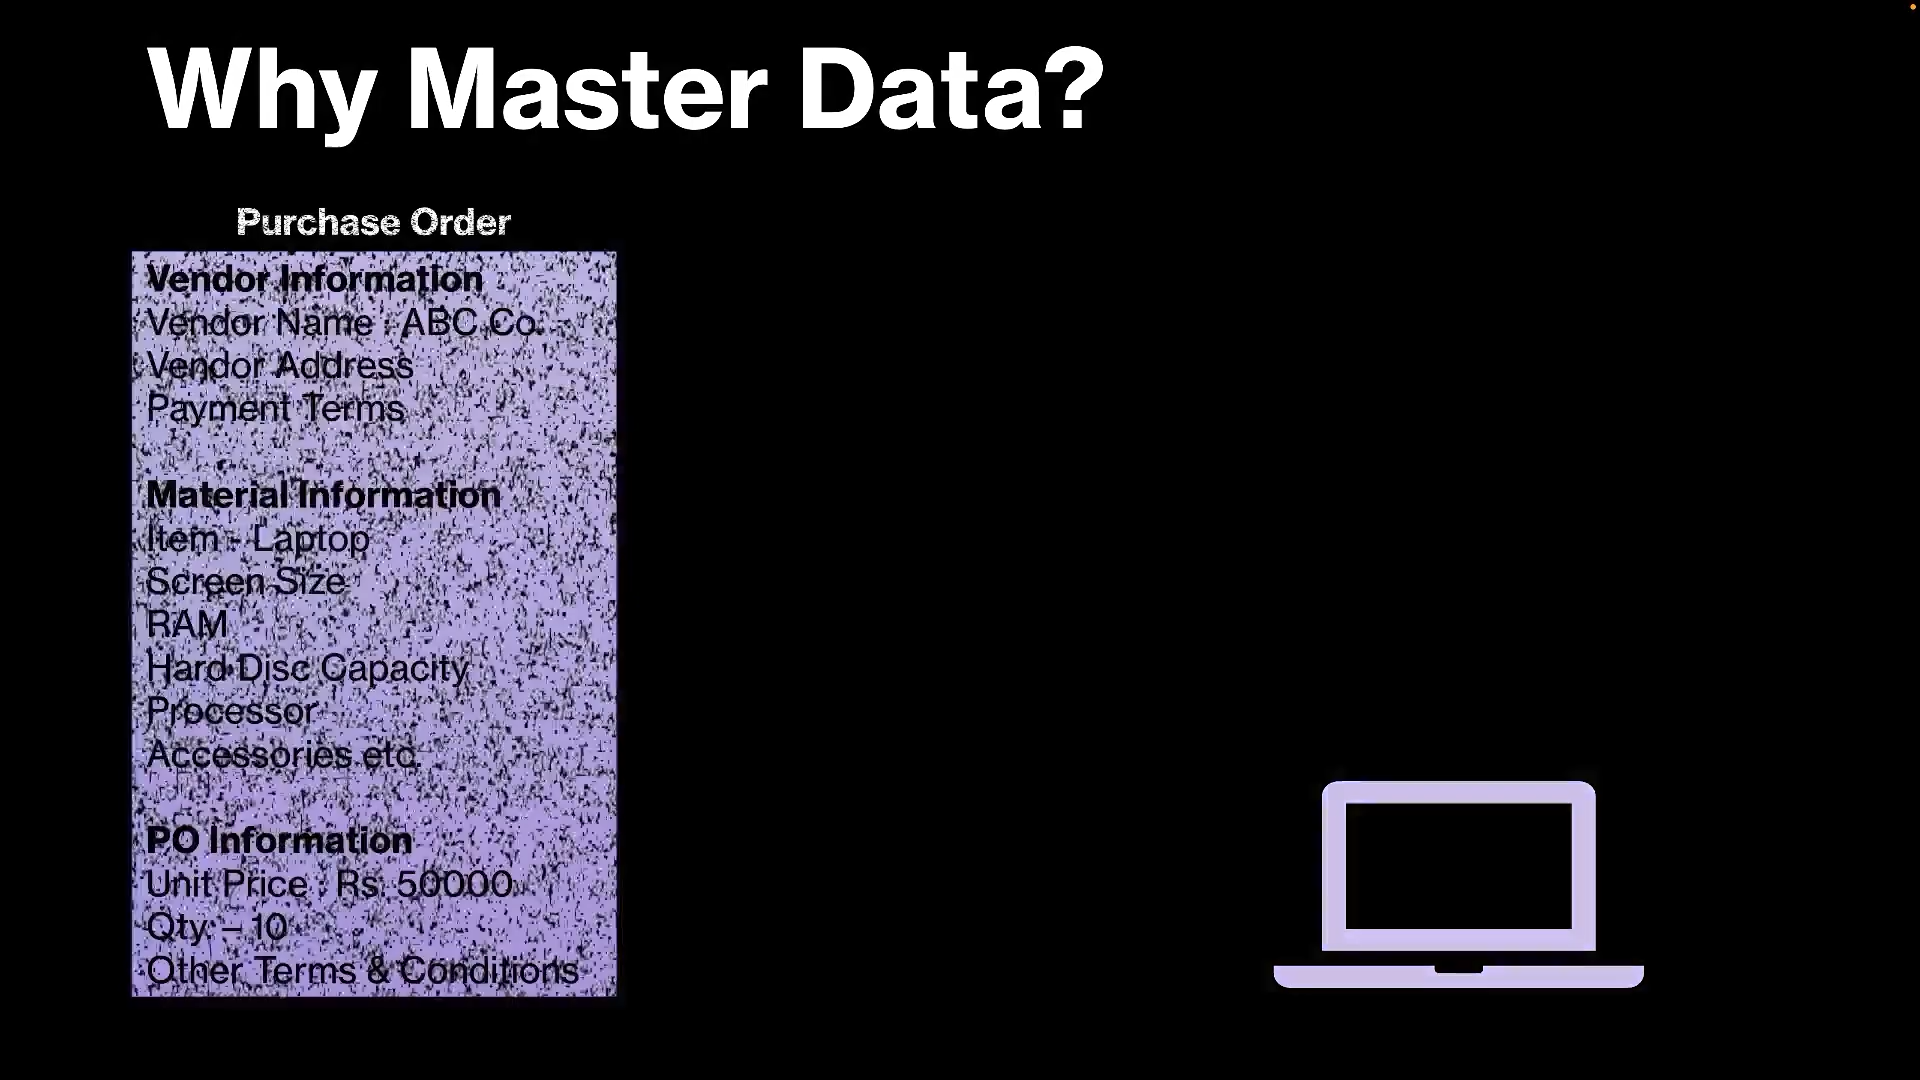 Why Master Data?
Purchase Order
Vendor Information
Vendor Name : ABC Co.
Vendor Address
Payment Terms
Material Information
Item - Laptop
Screen Size
RAM
Hard Disc Capacity
Processor
Accessories etc.
PO Information
Unit Price : Rs. 50000
Qty. – 10
Other Terms & Conditions